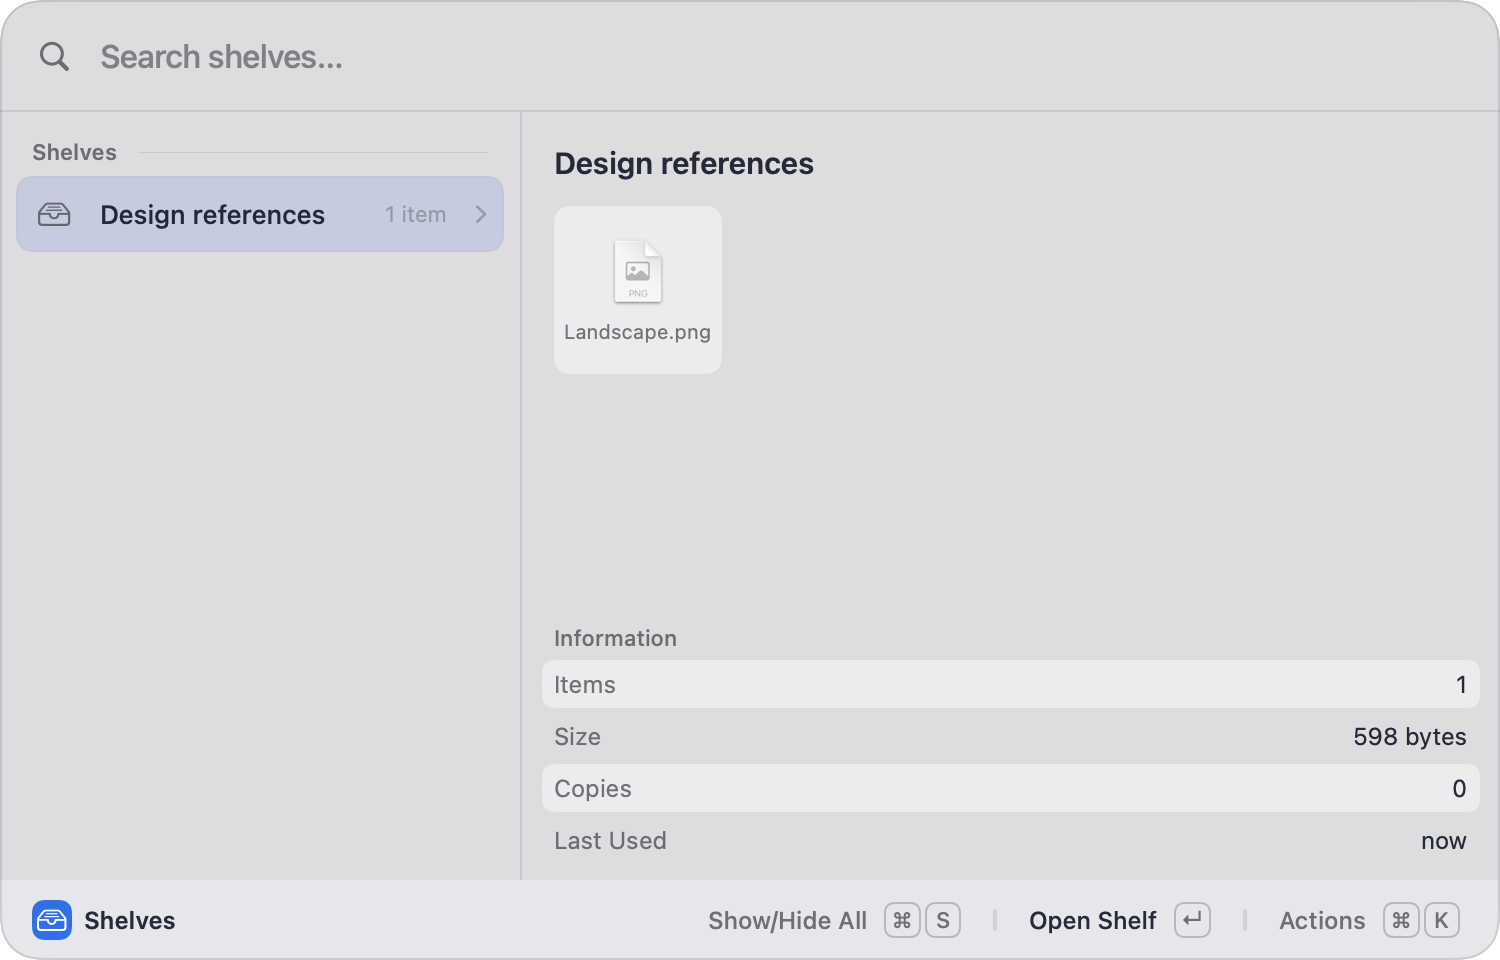 Search shelves...
Shelves
Design references 1 item
Design references
PNG
Landscape.png
Information
Items 1
Size 598 bytes
Copies 0
Last Used now
Shelves Show/Hide All ⌘ S Open Shelf ↵ Actions ⌘ K